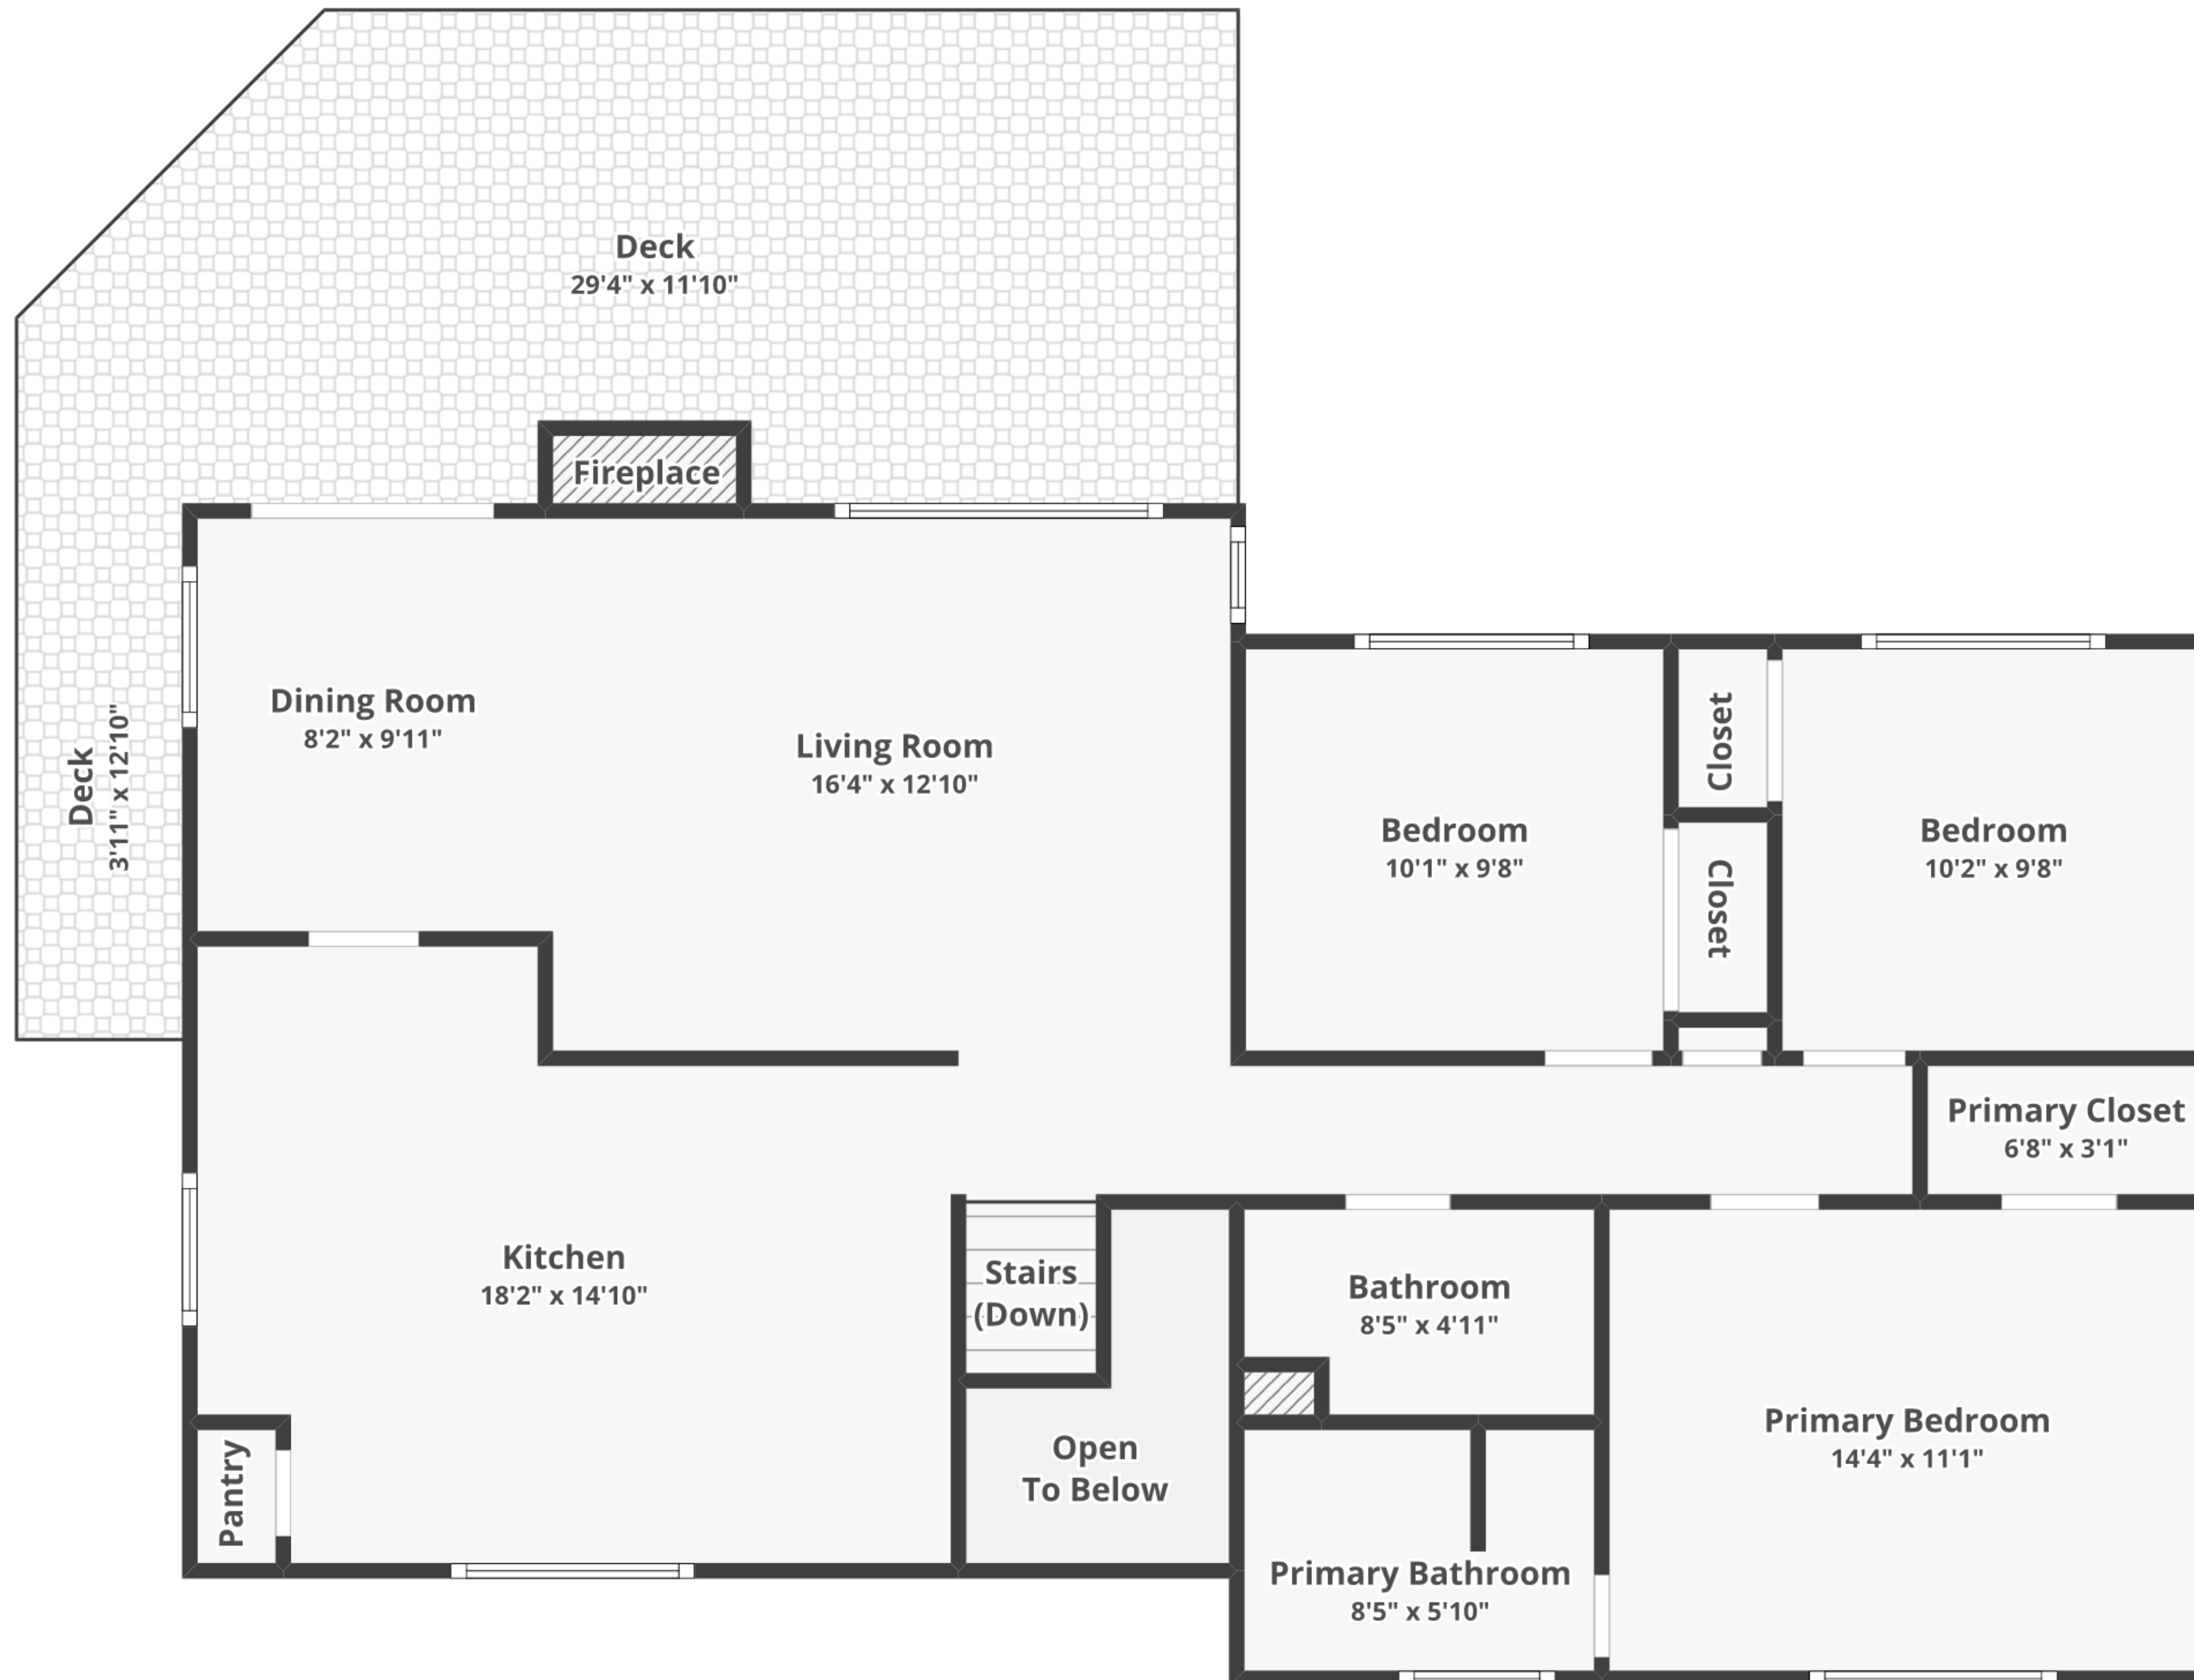 Deck
29'4" x 11'10"
Fireplace
Deck
3'11" x 12'10"
Dining Room
8'2" x 9'11"
Living Room
16'4" x 12'10"
Bedroom
10'1" x 9'8"
Closet
Closet
Bedroom
10'2" x 9'8"
Primary Closet
6'8" x 3'1"
Kitchen
18'2" x 14'10"
Stairs
(Down)
Bathroom
8'5" x 4'11"
Primary Bedroom
14'4" x 11'1"
Open
To Below
Pantry
Primary Bathroom
8'5" x 5'10"